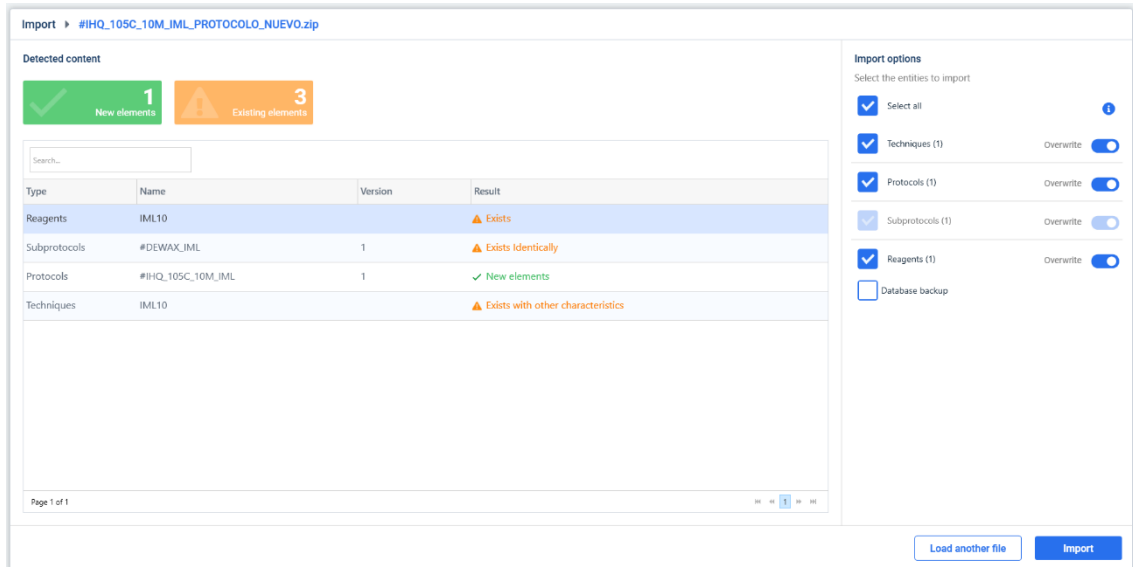 Import ▸ #IHQ_105C_10M_IML_PROTOCOLO_NUEVO.zip
Detected content
1
New elements
3
Existing elements
Search...
Type Name Version Result
Reagents IML10 Exists
Subprotocols #DEWAX_IML 1 Exists Identically
Protocols #IHQ_105C_10M_IML 1 New elements
Techniques IML10 Exists with other characteristics
Page 1 of 1
1
Import options
Select the entities to import
Select all
Techniques (1) Overwrite
Protocols (1) Overwrite
Subprotocols (1) Overwrite
Reagents (1) Overwrite
Database backup
Load another file Import